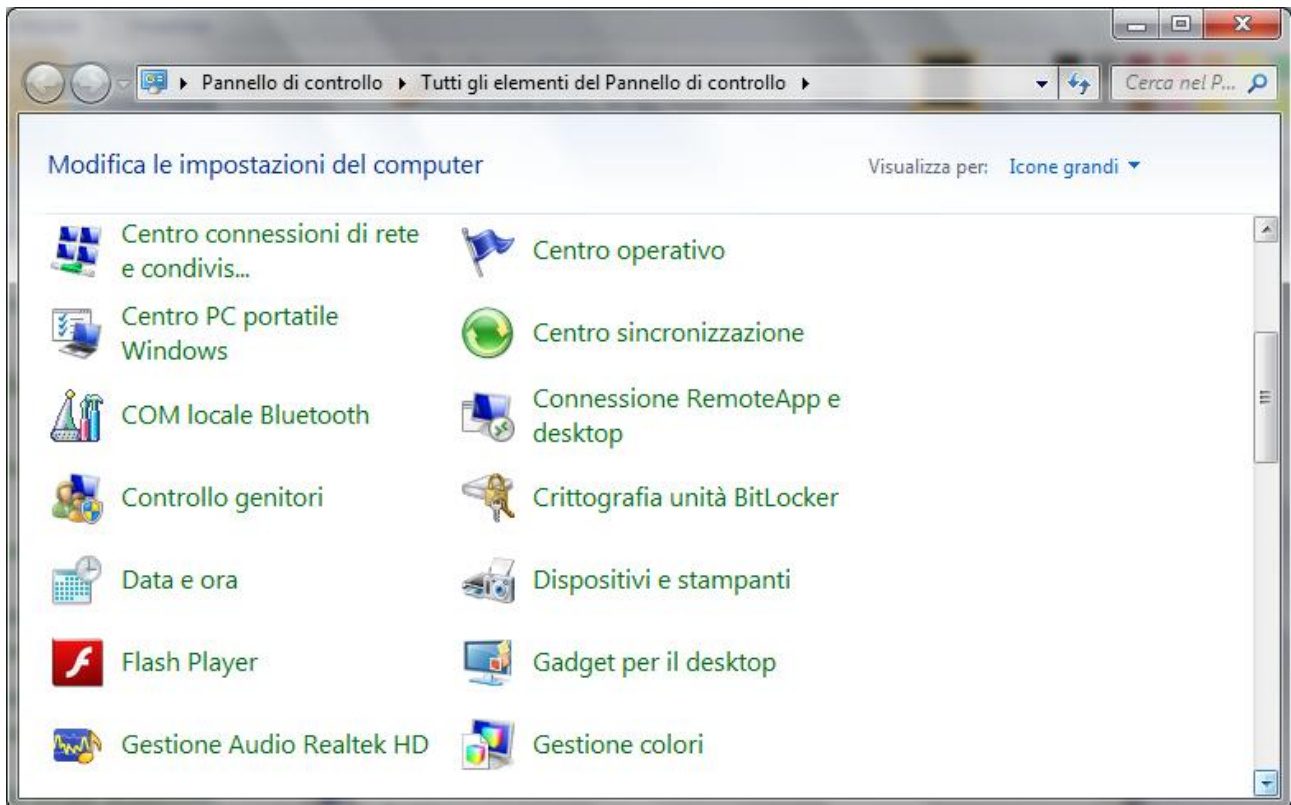 Pannello di controllo
Tutti gli elementi del Pannello di controllo
Cerca nel P...
Modifica le impostazioni del computer
Visualizza per: Icone grandi
Centro connessioni di rete
e condivis...
Centro operativo
Centro PC portatile
Windows
Centro sincronizzazione
COM locale Bluetooth
Connessione RemoteApp e
desktop
Controllo genitori
Crittografia unità BitLocker
Data e ora
Dispositivi e stampanti
Flash Player
Gadget per il desktop
Gestione Audio Realtek HD
Gestione colori